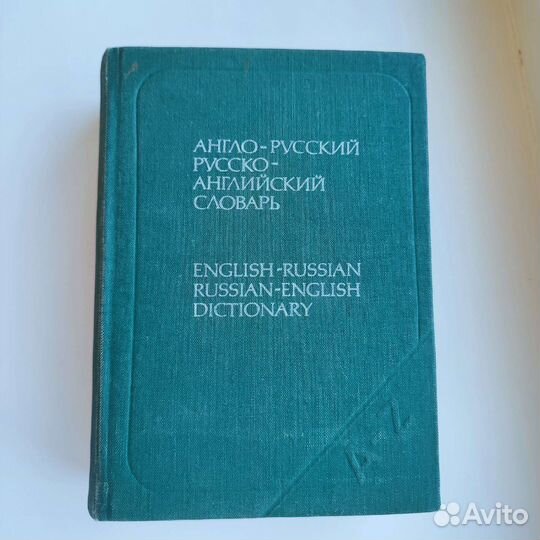 АНГЛО-РУССКИЙ
РУССКО-
АНГЛИЙСКИЙ
СЛОВАРЬ
ENGLISH-RUSSIAN
RUSSIAN-ENGLISH
DICTIONARY
A-Z
Avito